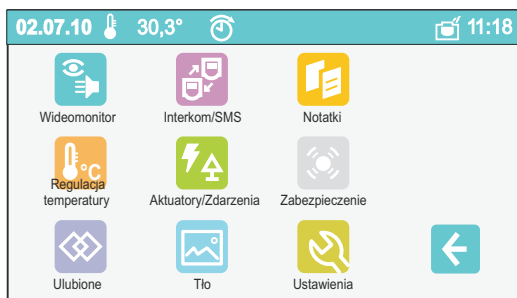 02.07.10 30,3° 11:18
Wideomonitor Interkom/SMS Notatki
°C
Regulacja
temperatury Aktuatory/Zdarzenia Zabezpieczenie
Ulubione Tło Ustawienia